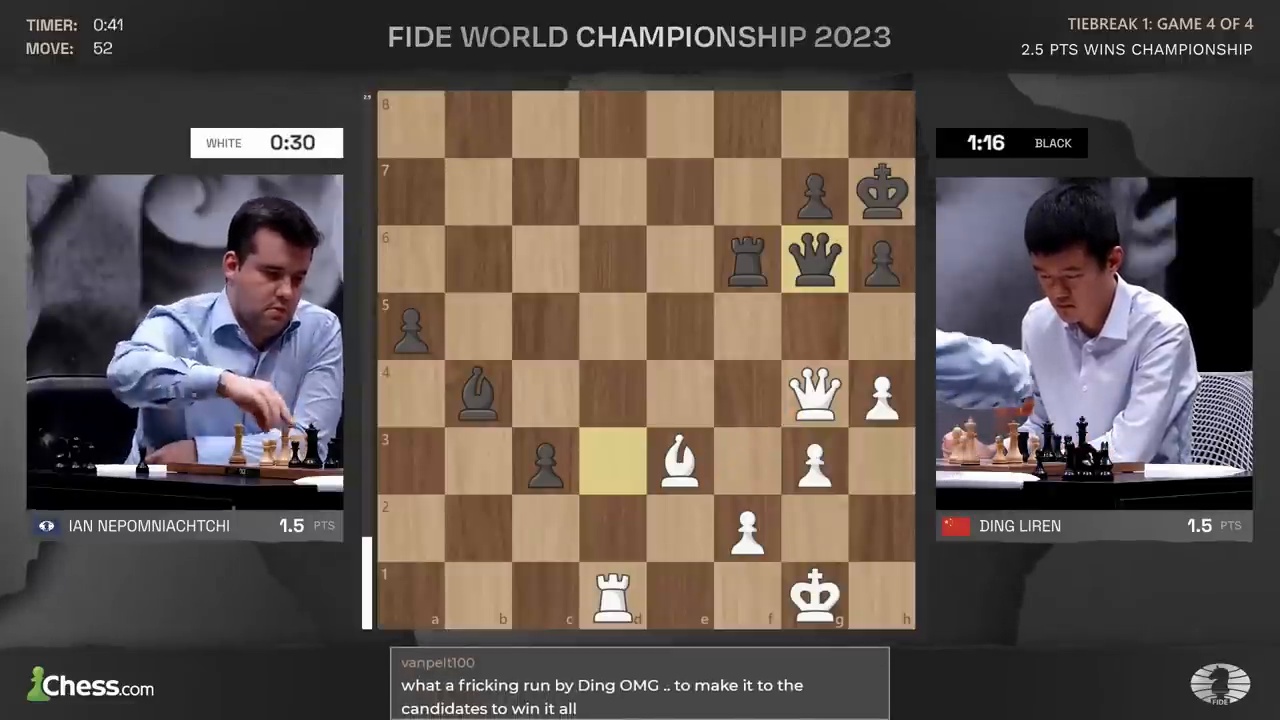 TIMER: 0:41
MOVE: 52
FIDE WORLD CHAMPIONSHIP 2023
TIEBREAK 1: GAME 4 OF 4
2.5 PTS WINS CHAMPIONSHIP
WHITE 0:30
1:16 BLACK
2.5
8
7
6
5
4
3
2
1
a b c d e f g h
IAN NEPOMNIACHTCHI 1.5 PTS
DING LIREN 1.5 PTS
vanpelt100
what a fricking run by Ding OMG .. to make it to the
candidates to win it all
Chess.com
FIDE